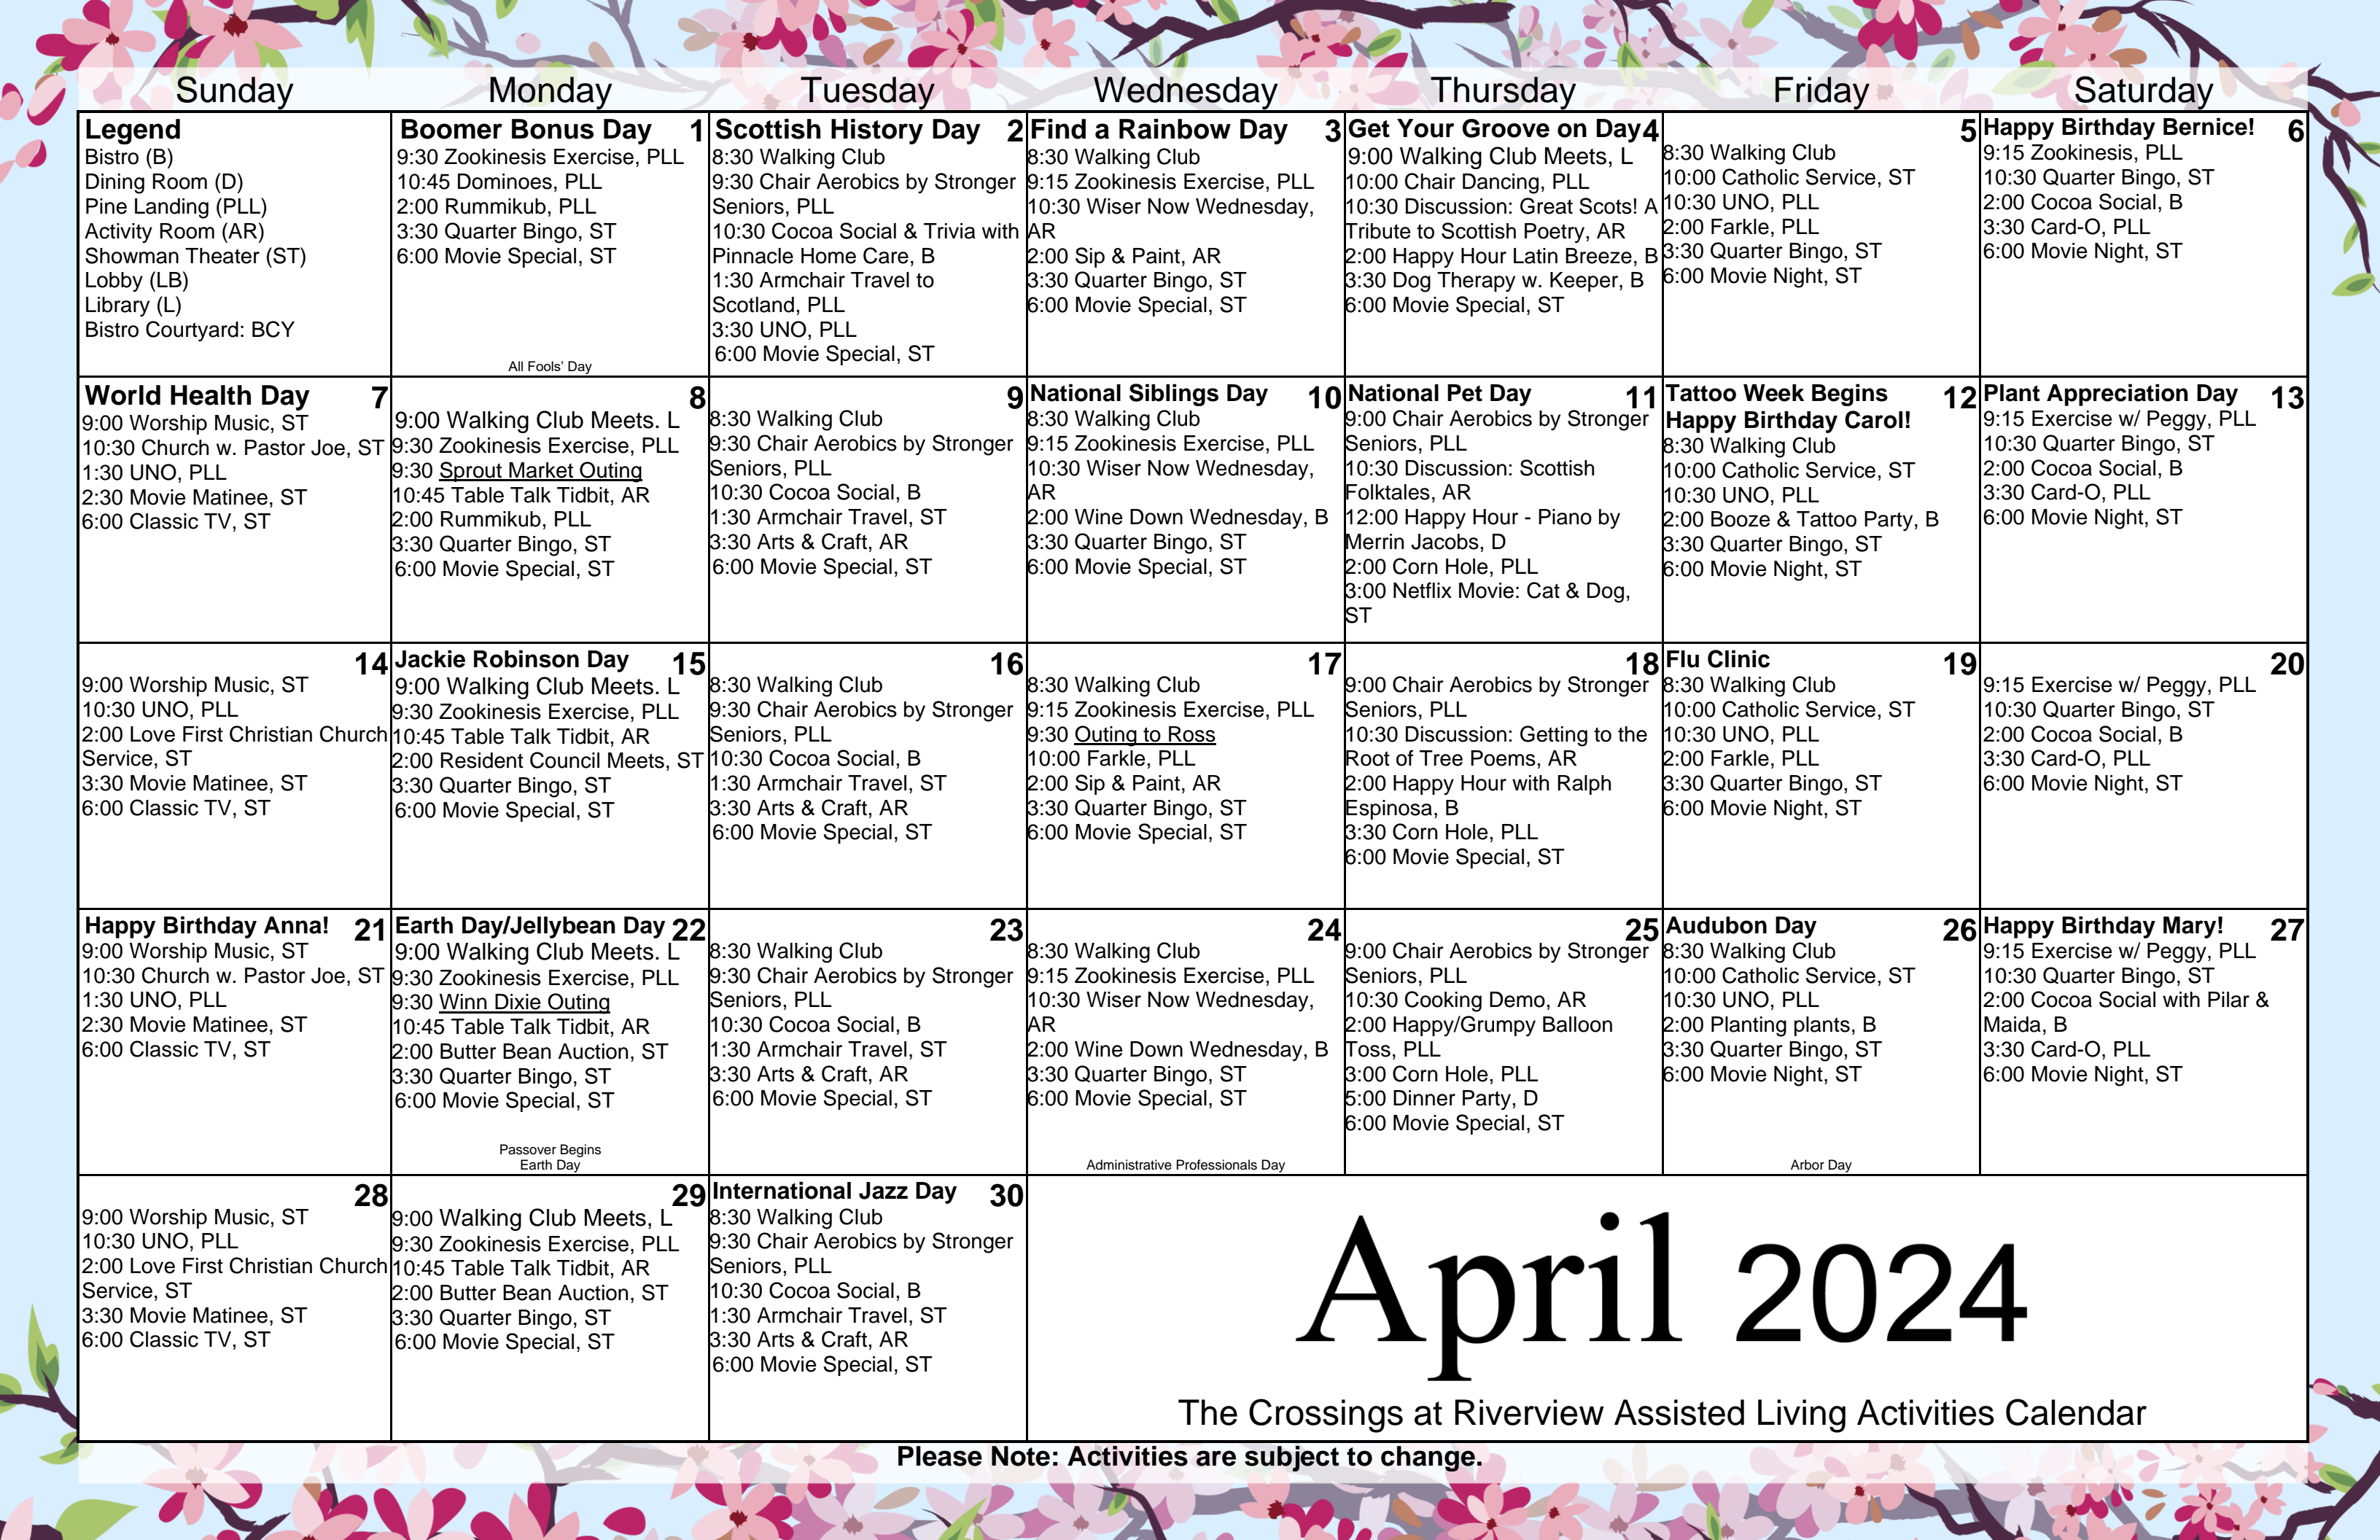 Sunday
Monday
Tuesday
Wednesday
Thursday
Friday
Saturday
Legend
Bistro (B)
Dining Room (D)
Pine Landing (PLL)
Activity Room (AR)
Showman Theater (ST)
Lobby (LB)
Library (L)
Bistro Courtyard: BCY
Boomer Bonus Day 1
9:30 Zookinesis Exercise, PLL
10:45 Dominoes, PLL
2:00 Rummikub, PLL
3:30 Quarter Bingo, ST
6:00 Movie Special, ST
All Fools' Day
Scottish History Day 2
8:30 Walking Club
9:30 Chair Aerobics by Stronger
Seniors, PLL
10:30 Cocoa Social & Trivia with
Pinnacle Home Care, B
1:30 Armchair Travel to
Scotland, PLL
3:30 UNO, PLL
6:00 Movie Special, ST
Find a Rainbow Day 3
8:30 Walking Club
9:15 Zookinesis Exercise, PLL
10:30 Wiser Now Wednesday,
AR
2:00 Sip & Paint, AR
3:30 Quarter Bingo, ST
6:00 Movie Special, ST
Get Your Groove on Day 4
9:00 Walking Club Meets, L
10:00 Chair Dancing, PLL
10:30 Discussion: Great Scots! A
Tribute to Scottish Poetry, AR
2:00 Happy Hour Latin Breeze, B
3:30 Dog Therapy w. Keeper, B
6:00 Movie Special, ST
5
8:30 Walking Club
10:00 Catholic Service, ST
10:30 UNO, PLL
2:00 Farkle, PLL
3:30 Quarter Bingo, ST
6:00 Movie Night, ST
Happy Birthday Bernice! 6
9:15 Zookinesis, PLL
10:30 Quarter Bingo, ST
2:00 Cocoa Social, B
3:30 Card-O, PLL
6:00 Movie Night, ST
World Health Day 7
9:00 Worship Music, ST
10:30 Church w. Pastor Joe, ST
1:30 UNO, PLL
2:30 Movie Matinee, ST
6:00 Classic TV, ST
8
9:00 Walking Club Meets. L
9:30 Zookinesis Exercise, PLL
9:30 Sprout Market Outing
10:45 Table Talk Tidbit, AR
2:00 Rummikub, PLL
3:30 Quarter Bingo, ST
6:00 Movie Special, ST
9
8:30 Walking Club
9:30 Chair Aerobics by Stronger
Seniors, PLL
10:30 Cocoa Social, B
1:30 Armchair Travel, ST
3:30 Arts & Craft, AR
6:00 Movie Special, ST
National Siblings Day 10
8:30 Walking Club
9:15 Zookinesis Exercise, PLL
10:30 Wiser Now Wednesday,
AR
2:00 Wine Down Wednesday, B
3:30 Quarter Bingo, ST
6:00 Movie Special, ST
National Pet Day 11
9:00 Chair Aerobics by Stronger
Seniors, PLL
10:30 Discussion: Scottish
Folktales, AR
12:00 Happy Hour - Piano by
Merrin Jacobs, D
2:00 Corn Hole, PLL
3:00 Netflix Movie: Cat & Dog,
ST
Tattoo Week Begins 12
Happy Birthday Carol!
8:30 Walking Club
10:00 Catholic Service, ST
10:30 UNO, PLL
2:00 Booze & Tattoo Party, B
3:30 Quarter Bingo, ST
6:00 Movie Night, ST
Plant Appreciation Day 13
9:15 Exercise w/ Peggy, PLL
10:30 Quarter Bingo, ST
2:00 Cocoa Social, B
3:30 Card-O, PLL
6:00 Movie Night, ST
14
9:00 Worship Music, ST
10:30 UNO, PLL
2:00 Love First Christian Church
Service, ST
3:30 Movie Matinee, ST
6:00 Classic TV, ST
Jackie Robinson Day 15
9:00 Walking Club Meets. L
9:30 Zookinesis Exercise, PLL
10:45 Table Talk Tidbit, AR
2:00 Resident Council Meets, ST
3:30 Quarter Bingo, ST
6:00 Movie Special, ST
16
8:30 Walking Club
9:30 Chair Aerobics by Stronger
Seniors, PLL
10:30 Cocoa Social, B
1:30 Armchair Travel, ST
3:30 Arts & Craft, AR
6:00 Movie Special, ST
17
8:30 Walking Club
9:15 Zookinesis Exercise, PLL
9:30 Outing to Ross
10:00 Farkle, PLL
2:00 Sip & Paint, AR
3:30 Quarter Bingo, ST
6:00 Movie Special, ST
18
9:00 Chair Aerobics by Stronger
Seniors, PLL
10:30 Discussion: Getting to the
Root of Tree Poems, AR
2:00 Happy Hour with Ralph
Espinosa, B
3:30 Corn Hole, PLL
6:00 Movie Special, ST
Flu Clinic 19
8:30 Walking Club
10:00 Catholic Service, ST
10:30 UNO, PLL
2:00 Farkle, PLL
3:30 Quarter Bingo, ST
6:00 Movie Night, ST
20
9:15 Exercise w/ Peggy, PLL
10:30 Quarter Bingo, ST
2:00 Cocoa Social, B
3:30 Card-O, PLL
6:00 Movie Night, ST
Happy Birthday Anna! 21
9:00 Worship Music, ST
10:30 Church w. Pastor Joe, ST
1:30 UNO, PLL
2:30 Movie Matinee, ST
6:00 Classic TV, ST
Earth Day/Jellybean Day 22
9:00 Walking Club Meets. L
9:30 Zookinesis Exercise, PLL
9:30 Winn Dixie Outing
10:45 Table Talk Tidbit, AR
2:00 Butter Bean Auction, ST
3:30 Quarter Bingo, ST
6:00 Movie Special, ST
Passover Begins
Earth Day
23
8:30 Walking Club
9:30 Chair Aerobics by Stronger
Seniors, PLL
10:30 Cocoa Social, B
1:30 Armchair Travel, ST
3:30 Arts & Craft, AR
6:00 Movie Special, ST
24
8:30 Walking Club
9:15 Zookinesis Exercise, PLL
10:30 Wiser Now Wednesday,
AR
2:00 Wine Down Wednesday, B
3:30 Quarter Bingo, ST
6:00 Movie Special, ST
Administrative Professionals Day
25
9:00 Chair Aerobics by Stronger
Seniors, PLL
10:30 Cooking Demo, AR
2:00 Happy/Grumpy Balloon
Toss, PLL
3:00 Corn Hole, PLL
5:00 Dinner Party, D
6:00 Movie Special, ST
Audubon Day 26
8:30 Walking Club
10:00 Catholic Service, ST
10:30 UNO, PLL
2:00 Planting plants, B
3:30 Quarter Bingo, ST
6:00 Movie Night, ST
Arbor Day
Happy Birthday Mary! 27
9:15 Exercise w/ Peggy, PLL
10:30 Quarter Bingo, ST
2:00 Cocoa Social with Pilar &
Maida, B
3:30 Card-O, PLL
6:00 Movie Night, ST
28
9:00 Worship Music, ST
10:30 UNO, PLL
2:00 Love First Christian Church
Service, ST
3:30 Movie Matinee, ST
6:00 Classic TV, ST
29
9:00 Walking Club Meets, L
9:30 Zookinesis Exercise, PLL
10:45 Table Talk Tidbit, AR
2:00 Butter Bean Auction, ST
3:30 Quarter Bingo, ST
6:00 Movie Special, ST
International Jazz Day 30
8:30 Walking Club
9:30 Chair Aerobics by Stronger
Seniors, PLL
10:30 Cocoa Social, B
1:30 Armchair Travel, ST
3:30 Arts & Craft, AR
6:00 Movie Special, ST
April 2024
The Crossings at Riverview Assisted Living Activities Calendar
Please Note: Activities are subject to change.